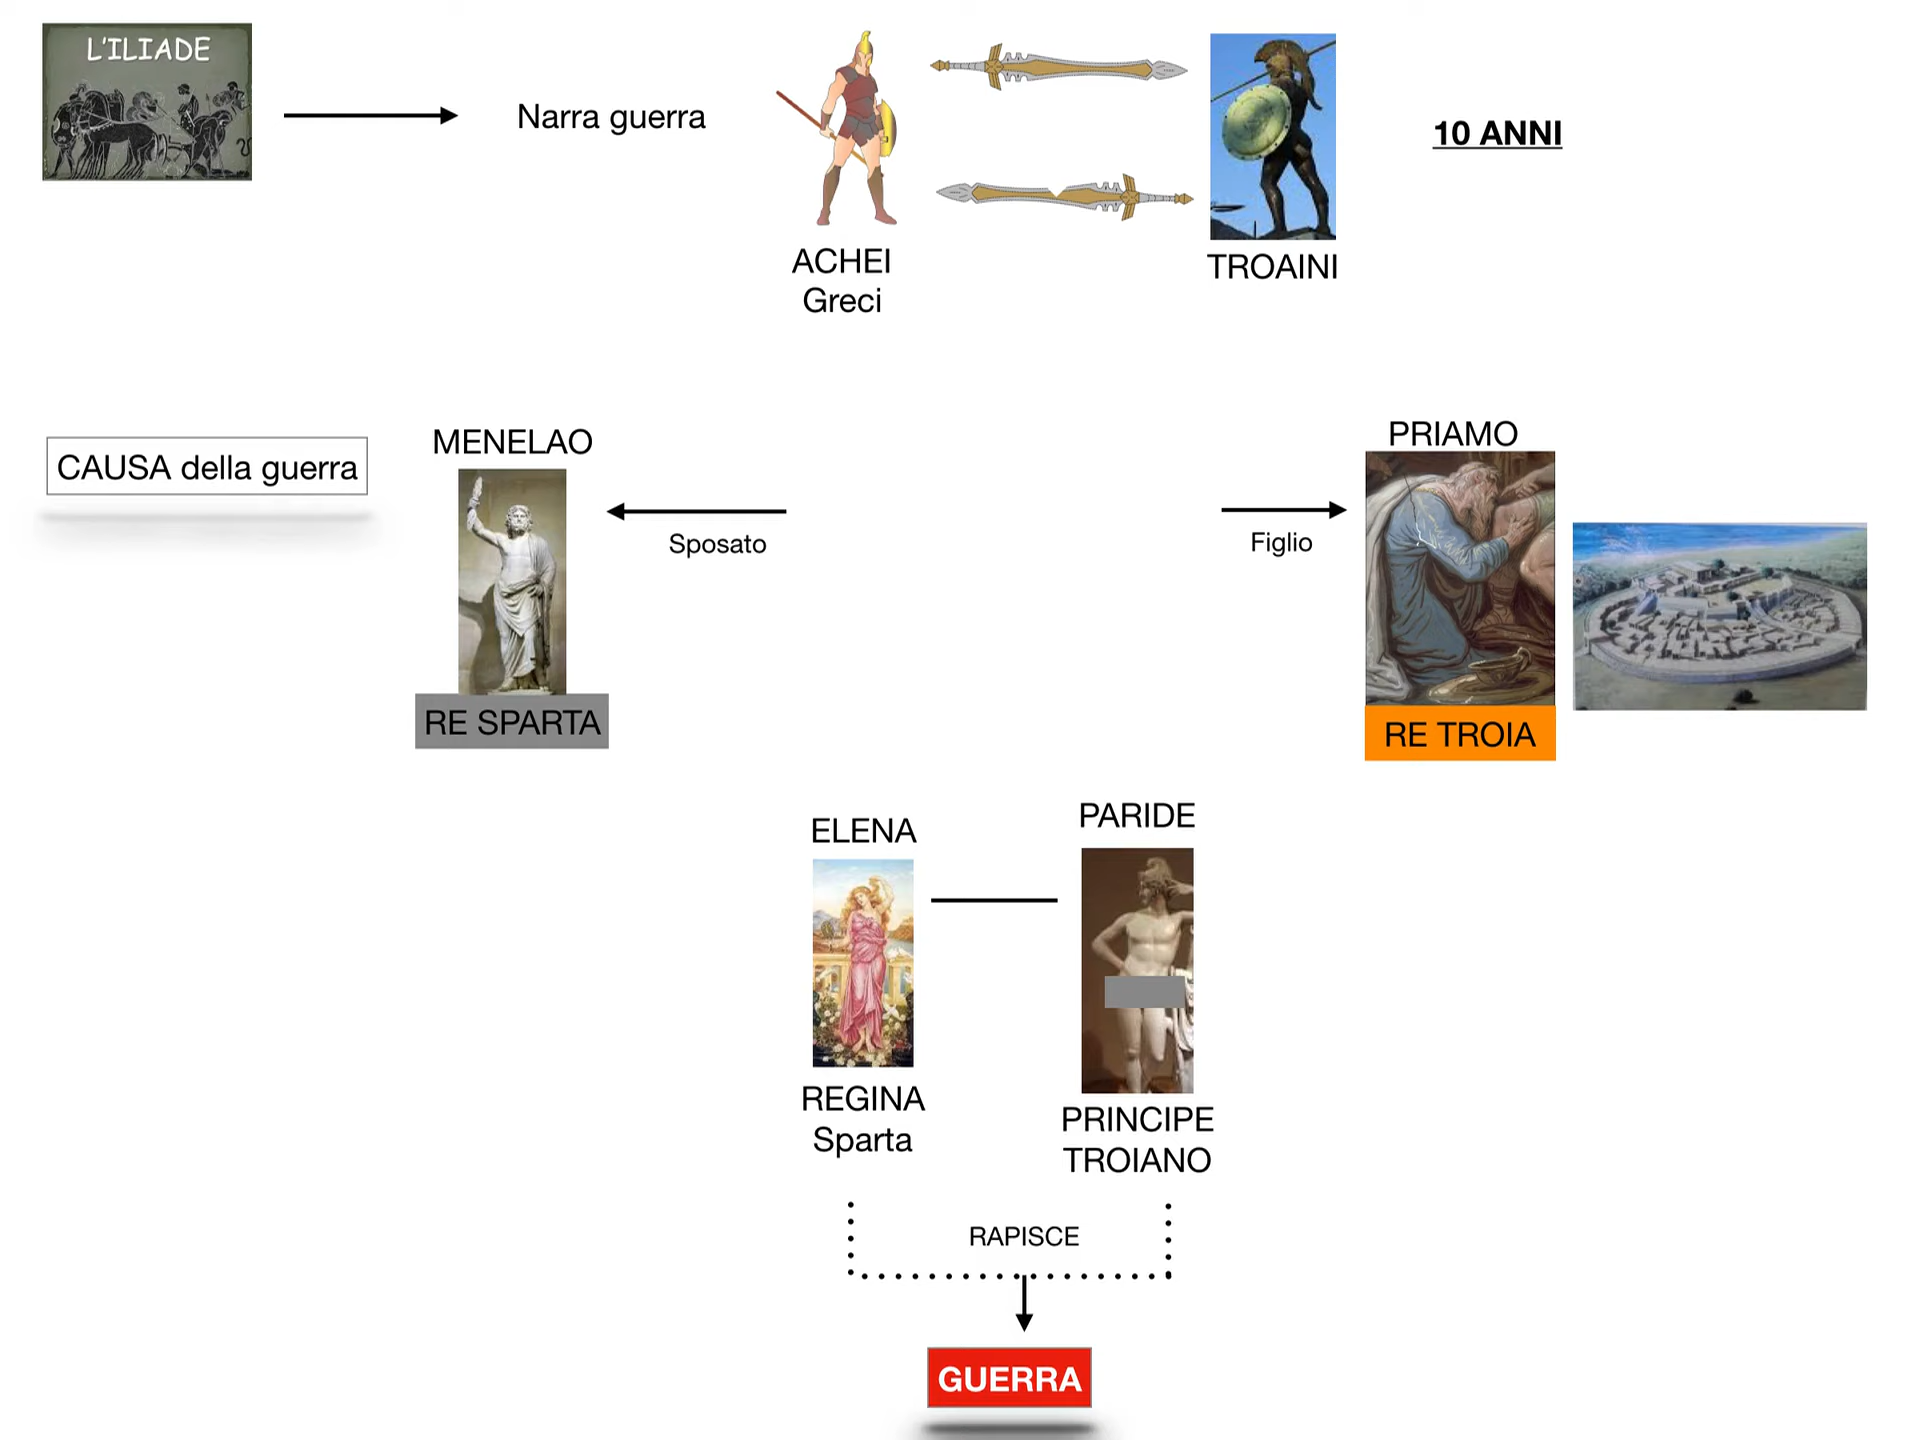 L'ILIADE
Narra guerra
ACHEI
Greci
TROAINI
10 ANNI
CAUSA della guerra
MENELAO
RE SPARTA
Sposato
Figlio
PRIAMO
RE TROIA
ELENA
REGINA
Sparta
PARIDE
PRINCIPE
TROIANO
RAPISCE
GUERRA